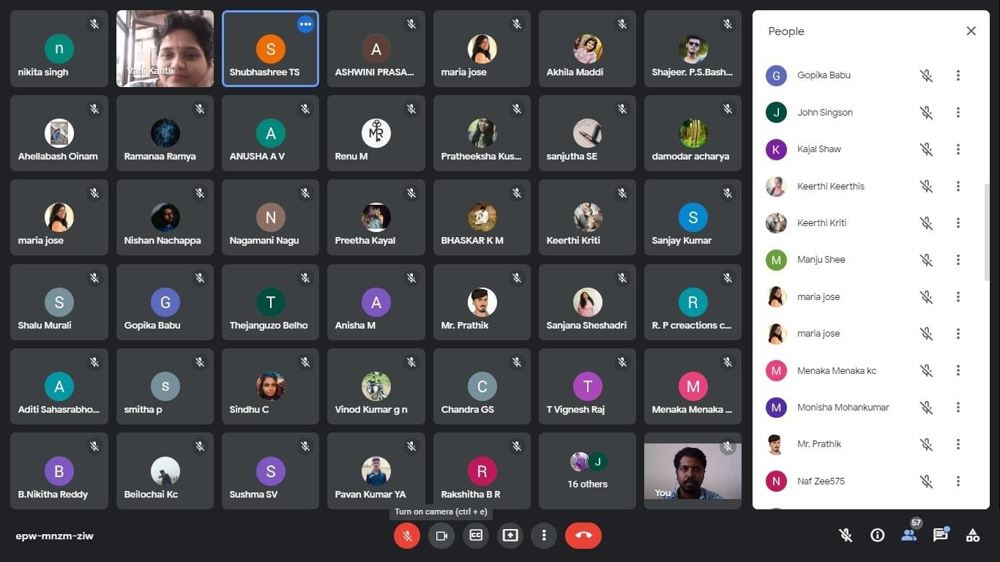 n
nikita singh
Vani Kantli
S
Shubhashree TS
A
ASHWINI PRASA...
maria jose
Akhila Maddi
Shajeer. P.S.Bash...
Ahellabash Oinam
Ramanaa Ramya
A
ANUSHA A V
MR
Renu M
Pratheeksha Kus...
sanjutha SE
damodar acharya
maria jose
Nishan Nachappa
N
Nagamani Nagu
Preetha Kayal
BHASKAR K M
Keerthi Kriti
S
Sanjay Kumar
S
Shalu Murali
G
Gopika Babu
T
Thejanguzo Belho
A
Anisha M
Mr. Prathik
Sanjana Sheshadri
R
R. P creactions c...
A
Aditi Sahasrabho...
s
smitha p
Sindhu C
Vinod Kumar g n
C
Chandra GS
T
T Vignesh Raj
M
Menaka Menaka ...
B
B.Nikitha Reddy
Beilochai Kc
S
Sushma SV
Pavan Kumar YA
R
Rakshitha B R
J
16 others
You
People
G
Gopika Babu
J
John Singson
K
Kajal Shaw
Keerthi Keerthis
Keerthi Kriti
M
Manju Shee
maria jose
maria jose
M
Menaka Menaka kc
M
Monisha Mohankumar
Mr. Prathik
N
Naf Zee575
Turn on camera (ctrl + e)
epw-mnzm-ziw
CC
57